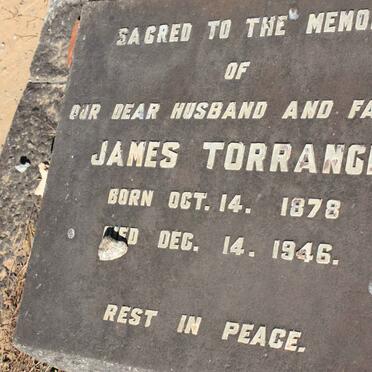 SACRED TO THE MEMO
OF
OUR DEAR HUSBAND AND FA
JAMES TORRANC
BORN OCT. 14. 1878
DIED DEC. 14. 1946.
REST IN PEACE.